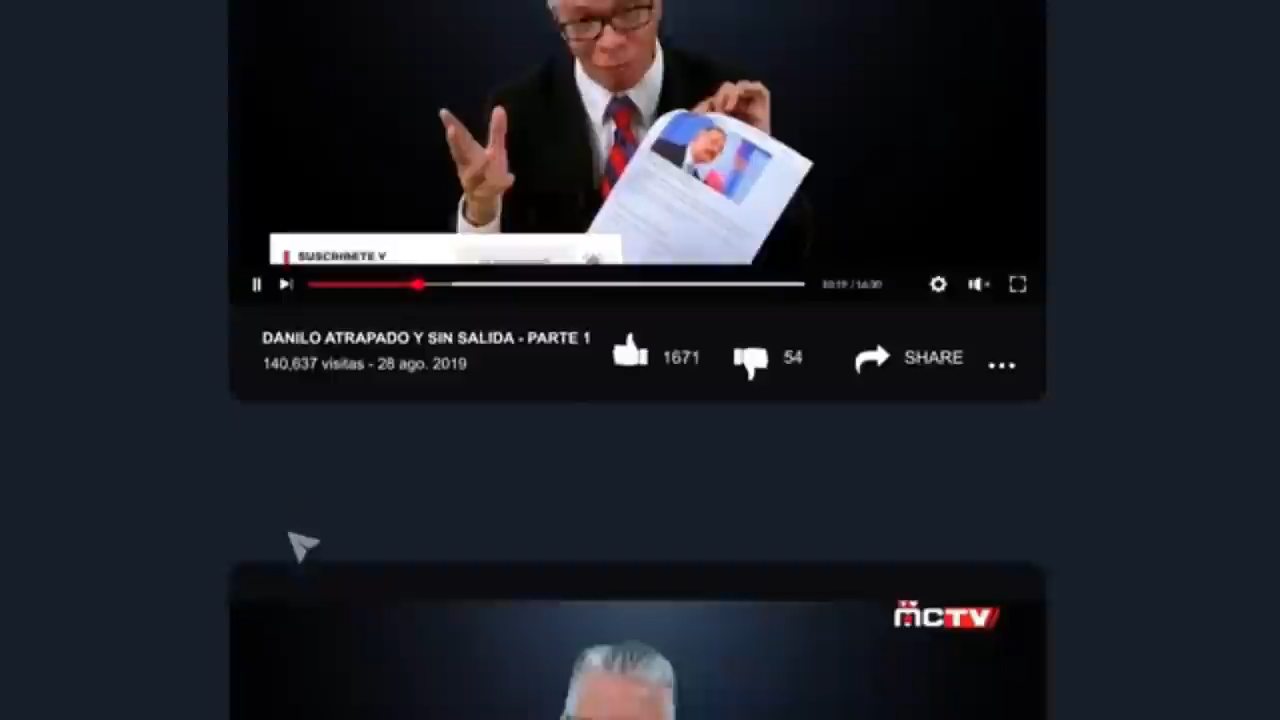 SUSCRIBETE Y
DANILO ATRAPADO Y SIN SALIDA - PARTE 1
140,637 visitas - 28 ago. 2019
1671
54
SHARE
MCTV